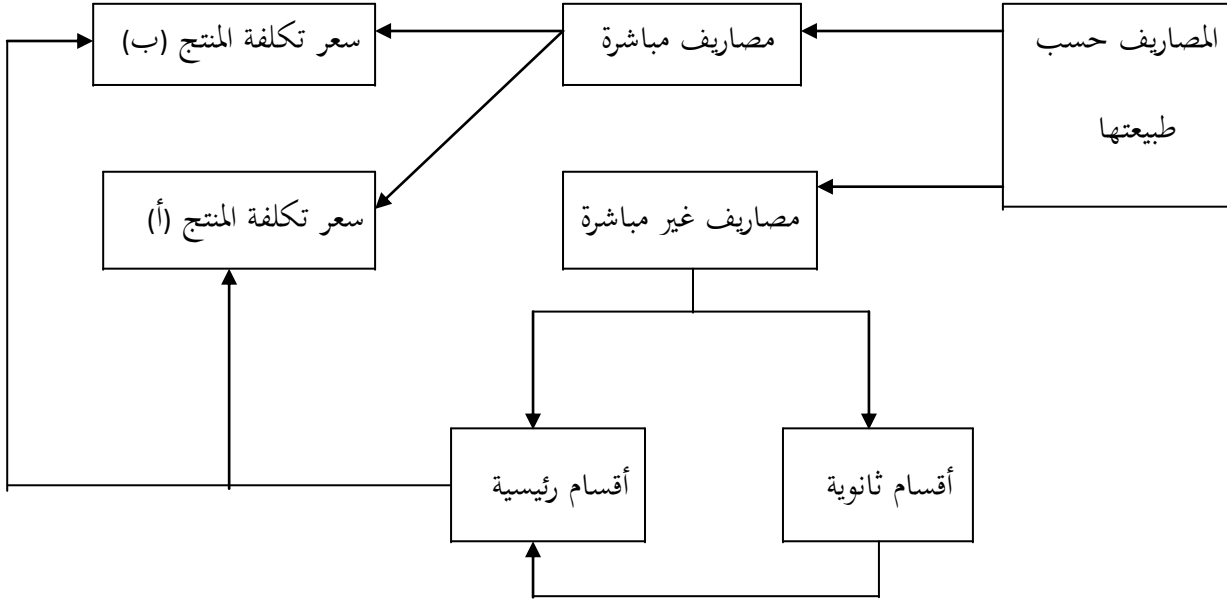 المصاريف حسب
طبيعتها
مصاريف مباشرة
سعر تكلفة المنتج (ب)
مصاريف غير مباشرة
سعر تكلفة المنتج (أ)
أقسام ثانوية
أقسام رئيسية